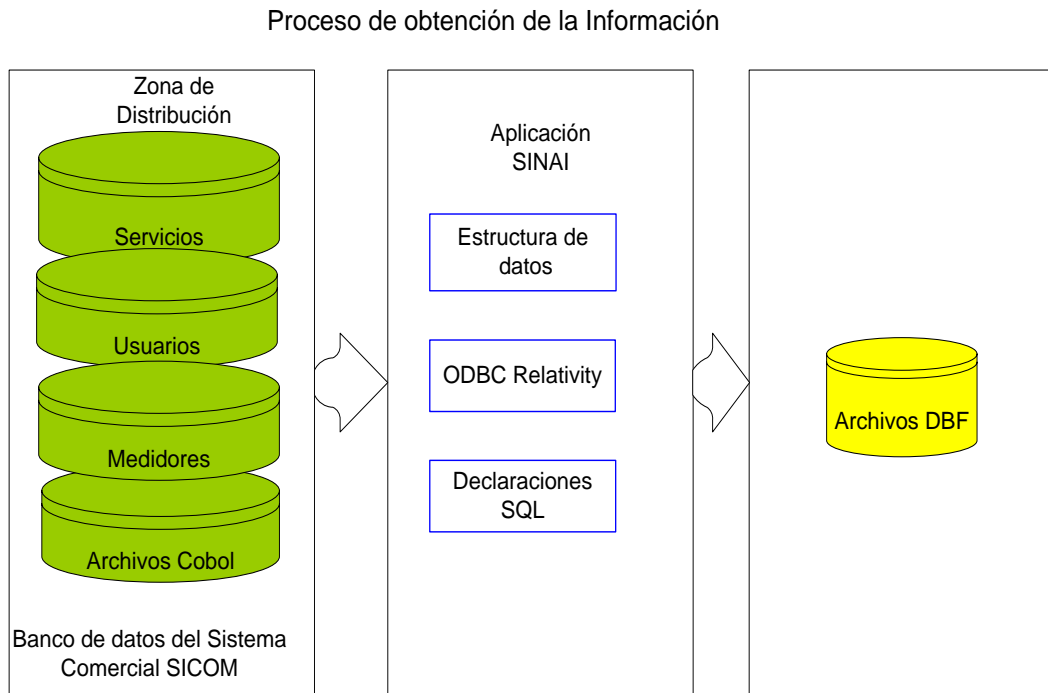 Proceso de obtención de la Información
Zona de
Distribución
Servicios
Usuarios
Medidores
Archivos Cobol
Banco de datos del Sistema
Comercial SICOM
Aplicación
SINAI
Estructura de
datos
ODBC Relativity
Declaraciones
SQL
Archivos DBF